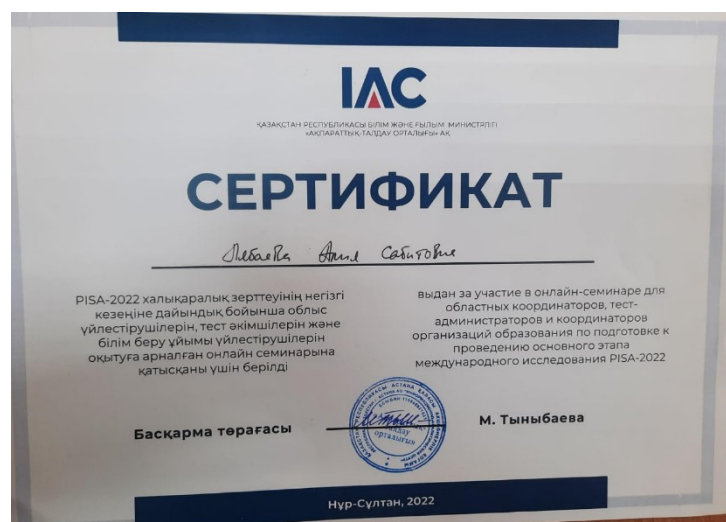 IAC
ҚАЗАҚСТАН РЕСПУБЛИКАСЫ БІЛІМ ЖӘНЕ ҒЫЛЫМ МИНИСТРЛІГІ
«АҚПАРАТТЫҚ-ТАЛДАУ ОРТАЛЫҒЫ» АҚ
СЕРТИФИКАТ
Сабитовна
PISA-2022 халықаралық зерттеуінің негізгі
кезеңіне дайындық бойынша облыс
үйлестірушілерін, тест әкімшілерін және
білім беру ұйымы үйлестірушілерін
оқытуға арналған онлайн семинарына
қатысқаны үшін берілді
выдан за участие в онлайн-семинаре для
областных координаторов, тест-
администраторов и координаторов
организаций образования по подготовке к
проведению основного этапа
международного исследования PISA-2022
Басқарма төрағасы
М. Тыныбаева
Нұр-Сұлтан, 2022